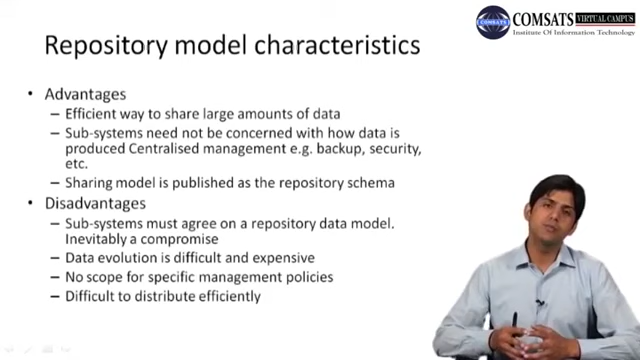 COMSATS VIRTUAL CAMPUS
Institute Of Information Technology
COMSATS
Repository model characteristics
• Advantages
– Efficient way to share large amounts of data
– Sub-systems need not be concerned with how data is
produced Centralised management e.g. backup, security,
etc.
– Sharing model is published as the repository schema
• Disadvantages
– Sub-systems must agree on a repository data model.
Inevitably a compromise
– Data evolution is difficult and expensive
– No scope for specific management policies
– Difficult to distribute efficiently